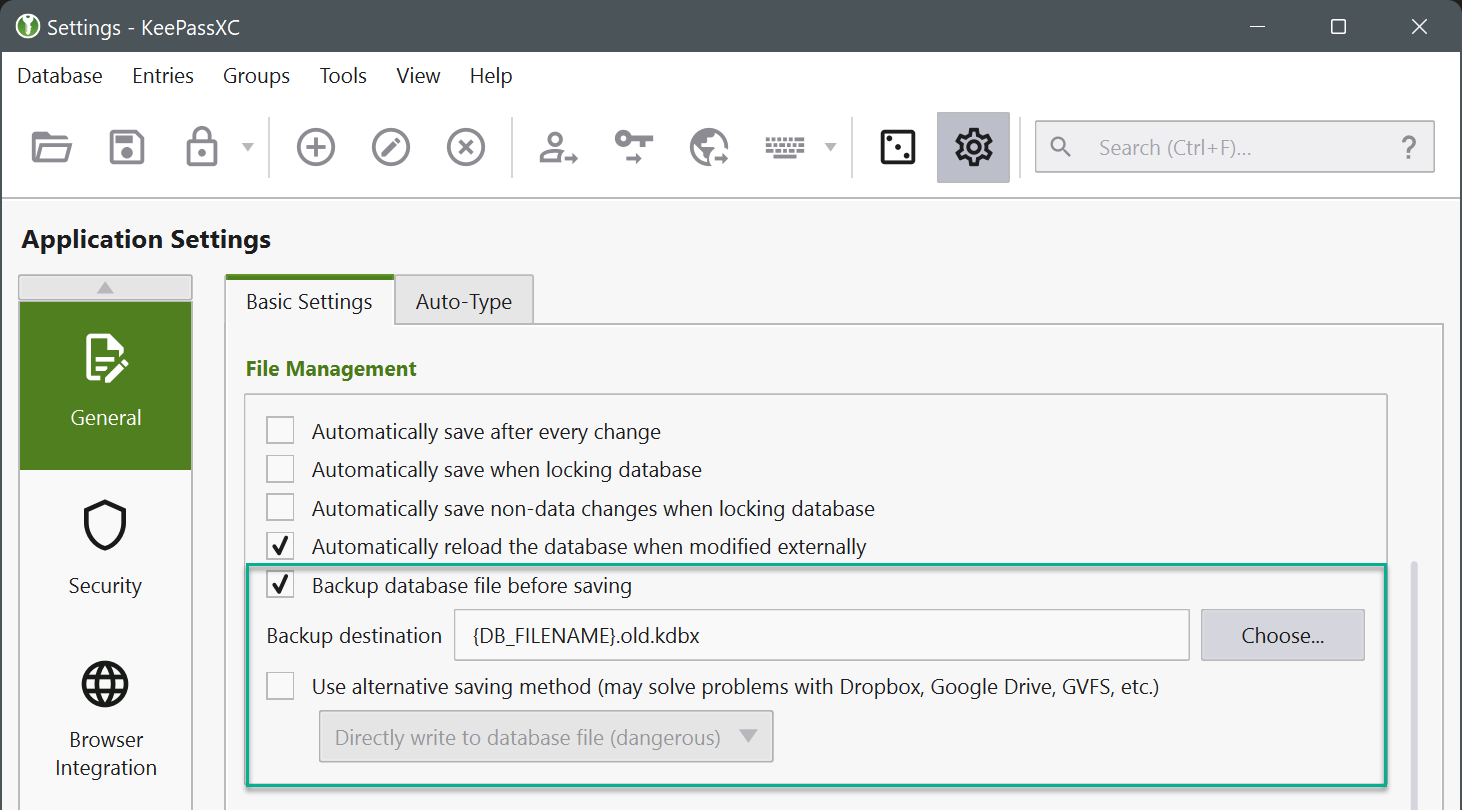 Settings - KeePassXC
Database Entries Groups Tools View Help
Search (Ctrl+F)... ?
Application Settings
Basic Settings Auto-Type
General
Security
Browser
Integration
File Management
Automatically save after every change
Automatically save when locking database
Automatically save non-data changes when locking database
Automatically reload the database when modified externally
Backup database file before saving
Backup destination {DB_FILENAME}.old.kdbx Choose...
Use alternative saving method (may solve problems with Dropbox, Google Drive, GVFS, etc.)
Directly write to database file (dangerous)